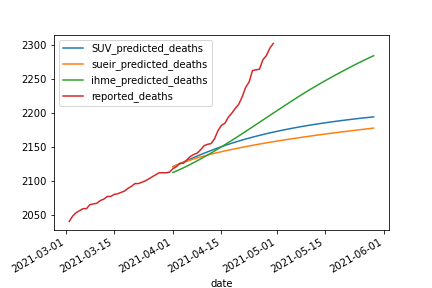 2300
2250
2200
2150
2100
2050
SUV_predicted_deaths
sueir_predicted_deaths
ihme_predicted_deaths
reported_deaths
2021-03-01
2021-03-15
2021-04-01
2021-04-15
2021-05-01
2021-05-15
2021-06-01
date